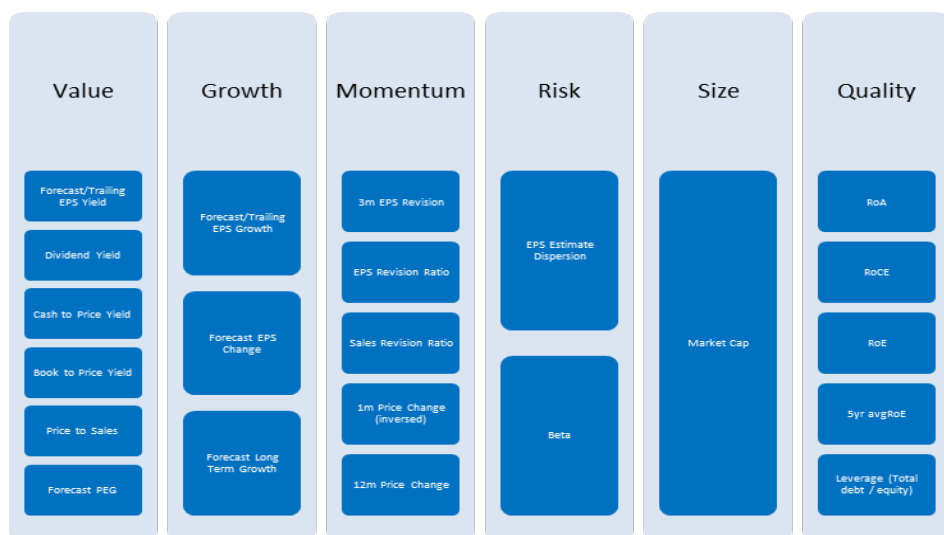 Value
Forecast/Trailing
EPS Yield
Dividend Yield
Cash to Price Yield
Book to Price Yield
Price to Sales
Forecast PEG
Growth
Forecast/Trailing
EPS Growth
Forecast EPS
Change
Forecast Long
Term Growth
Momentum
3m EPS Revision
EPS Revision Ratio
Sales Revision Ratio
1m Price Change
(inversed)
12m Price Change
Risk
EPS Estimate
Dispersion
Beta
Size
Market Cap
Quality
RoA
RoCE
RoE
5yr avgRoE
Leverage (Total
debt / equity)